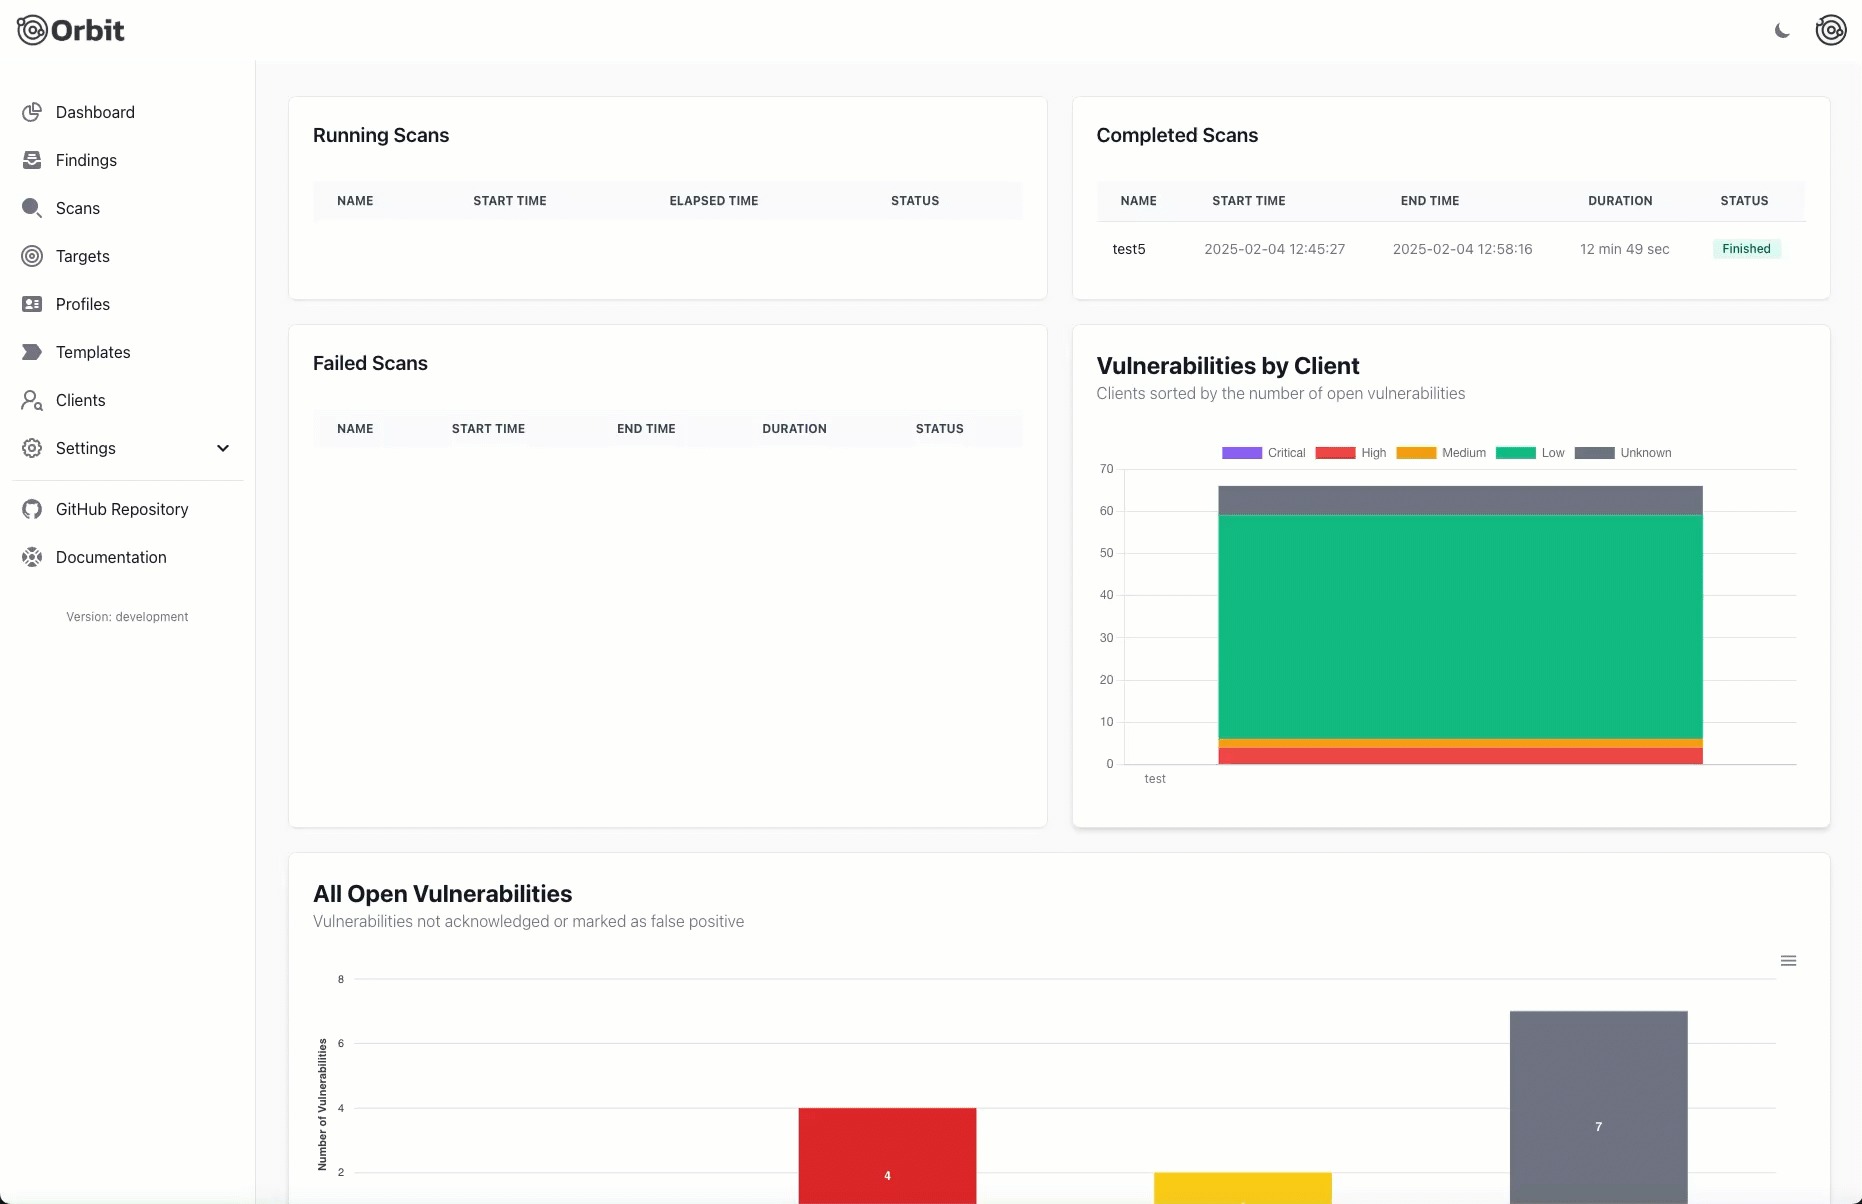 Orbit
Dashboard
Findings
Scans
Targets
Profiles
Templates
Clients
Settings
GitHub Repository
Documentation
Version: development
Running Scans
NAME START TIME ELAPSED TIME STATUS
Completed Scans
NAME START TIME END TIME DURATION STATUS
test5 2025-02-04 12:45:27 2025-02-04 12:58:16 12 min 49 sec Finished
Failed Scans
NAME START TIME END TIME DURATION STATUS
Vulnerabilities by Client
Clients sorted by the number of open vulnerabilities
Critical High Medium Low Unknown
70
60
50
40
30
20
10
0
test
All Open Vulnerabilities
Vulnerabilities not acknowledged or marked as false positive
Number of Vulnerabilities
8
6
4
2
4
7